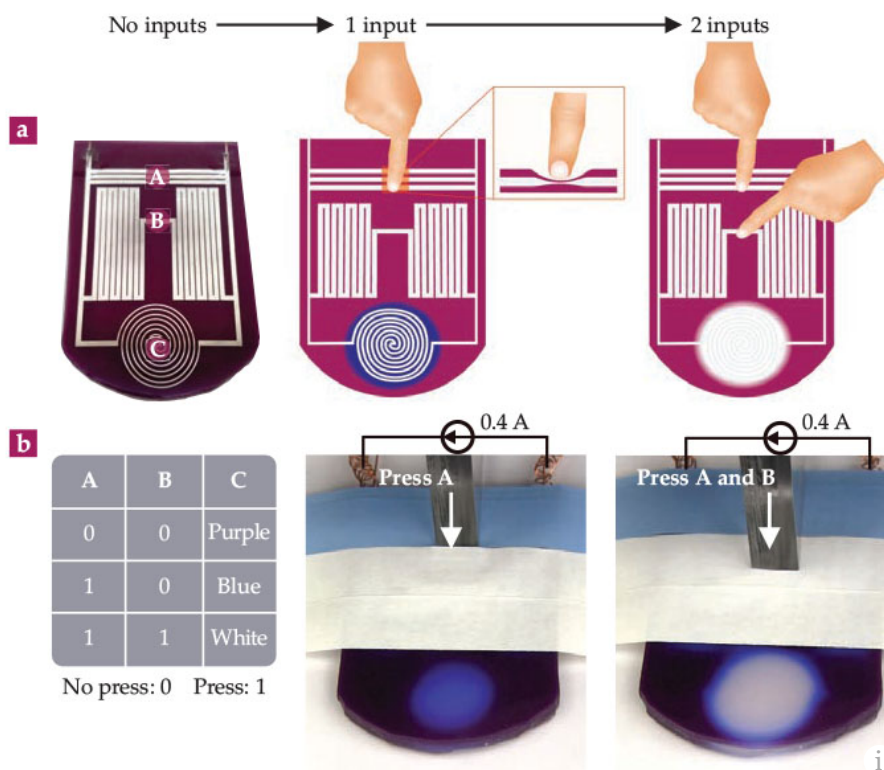 No inputs 1 input 2 inputs
a
A
B
C
b
0.4 A 0.4 A
Press A Press A and B
A B C
0 0 Purple
1 0 Blue
1 1 White
No press: 0 Press: 1
i